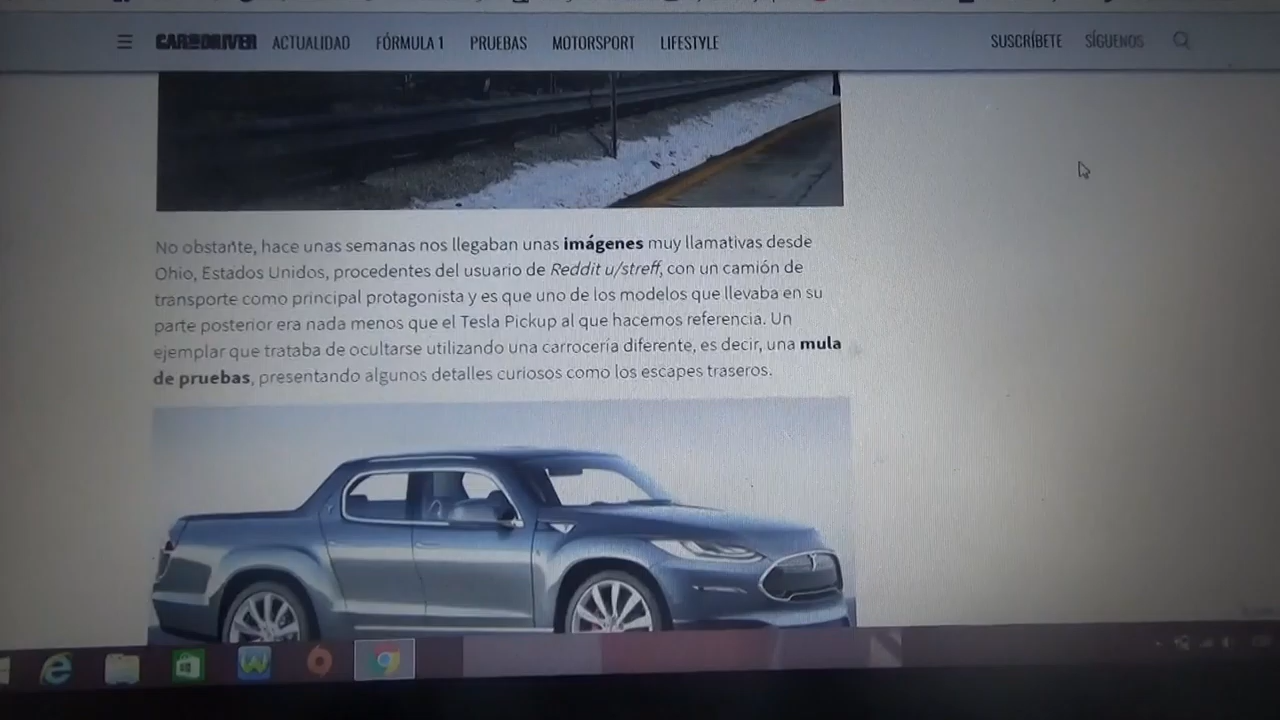 CAR AND DRIVER ACTUALIDAD FÓRMULA 1 PRUEBAS MOTORSPORT LIFESTYLE SUSCRÍBETE SÍGUENOS
No obstante, hace unas semanas nos llegaban unas imágenes muy llamativas desde
Ohio, Estados Unidos, procedentes del usuario de Reddit u/streff, con un camión de
transporte como principal protagonista y es que uno de los modelos que llevaba en su
parte posterior era nada menos que el Tesla Pickup al que hacemos referencia. Un
ejemplar que trataba de ocultarse utilizando una carrocería diferente, es decir, una mula
de pruebas, presentando algunos detalles curiosos como los escapes traseros.